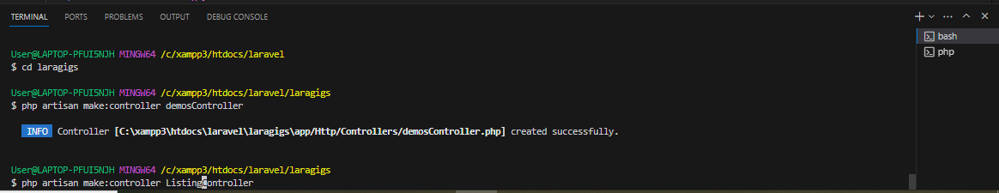 TERMINAL PORTS PROBLEMS OUTPUT DEBUG CONSOLE
bash
php
User@LAPTOP-PFUI5NJH MINGW64 /c/xampp3/htdocs/laravel
$ cd laragigs
User@LAPTOP-PFUI5NJH MINGW64 /c/xampp3/htdocs/laravel/laragigs
$ php artisan make:controller demosController
INFO Controller [C:\xampp3\htdocs\laravel\laragigs\app/Http/Controllers/demosController.php] created successfully.
User@LAPTOP-PFUI5NJH MINGW64 /c/xampp3/htdocs/laravel/laragigs
$ php artisan make:controller ListingController